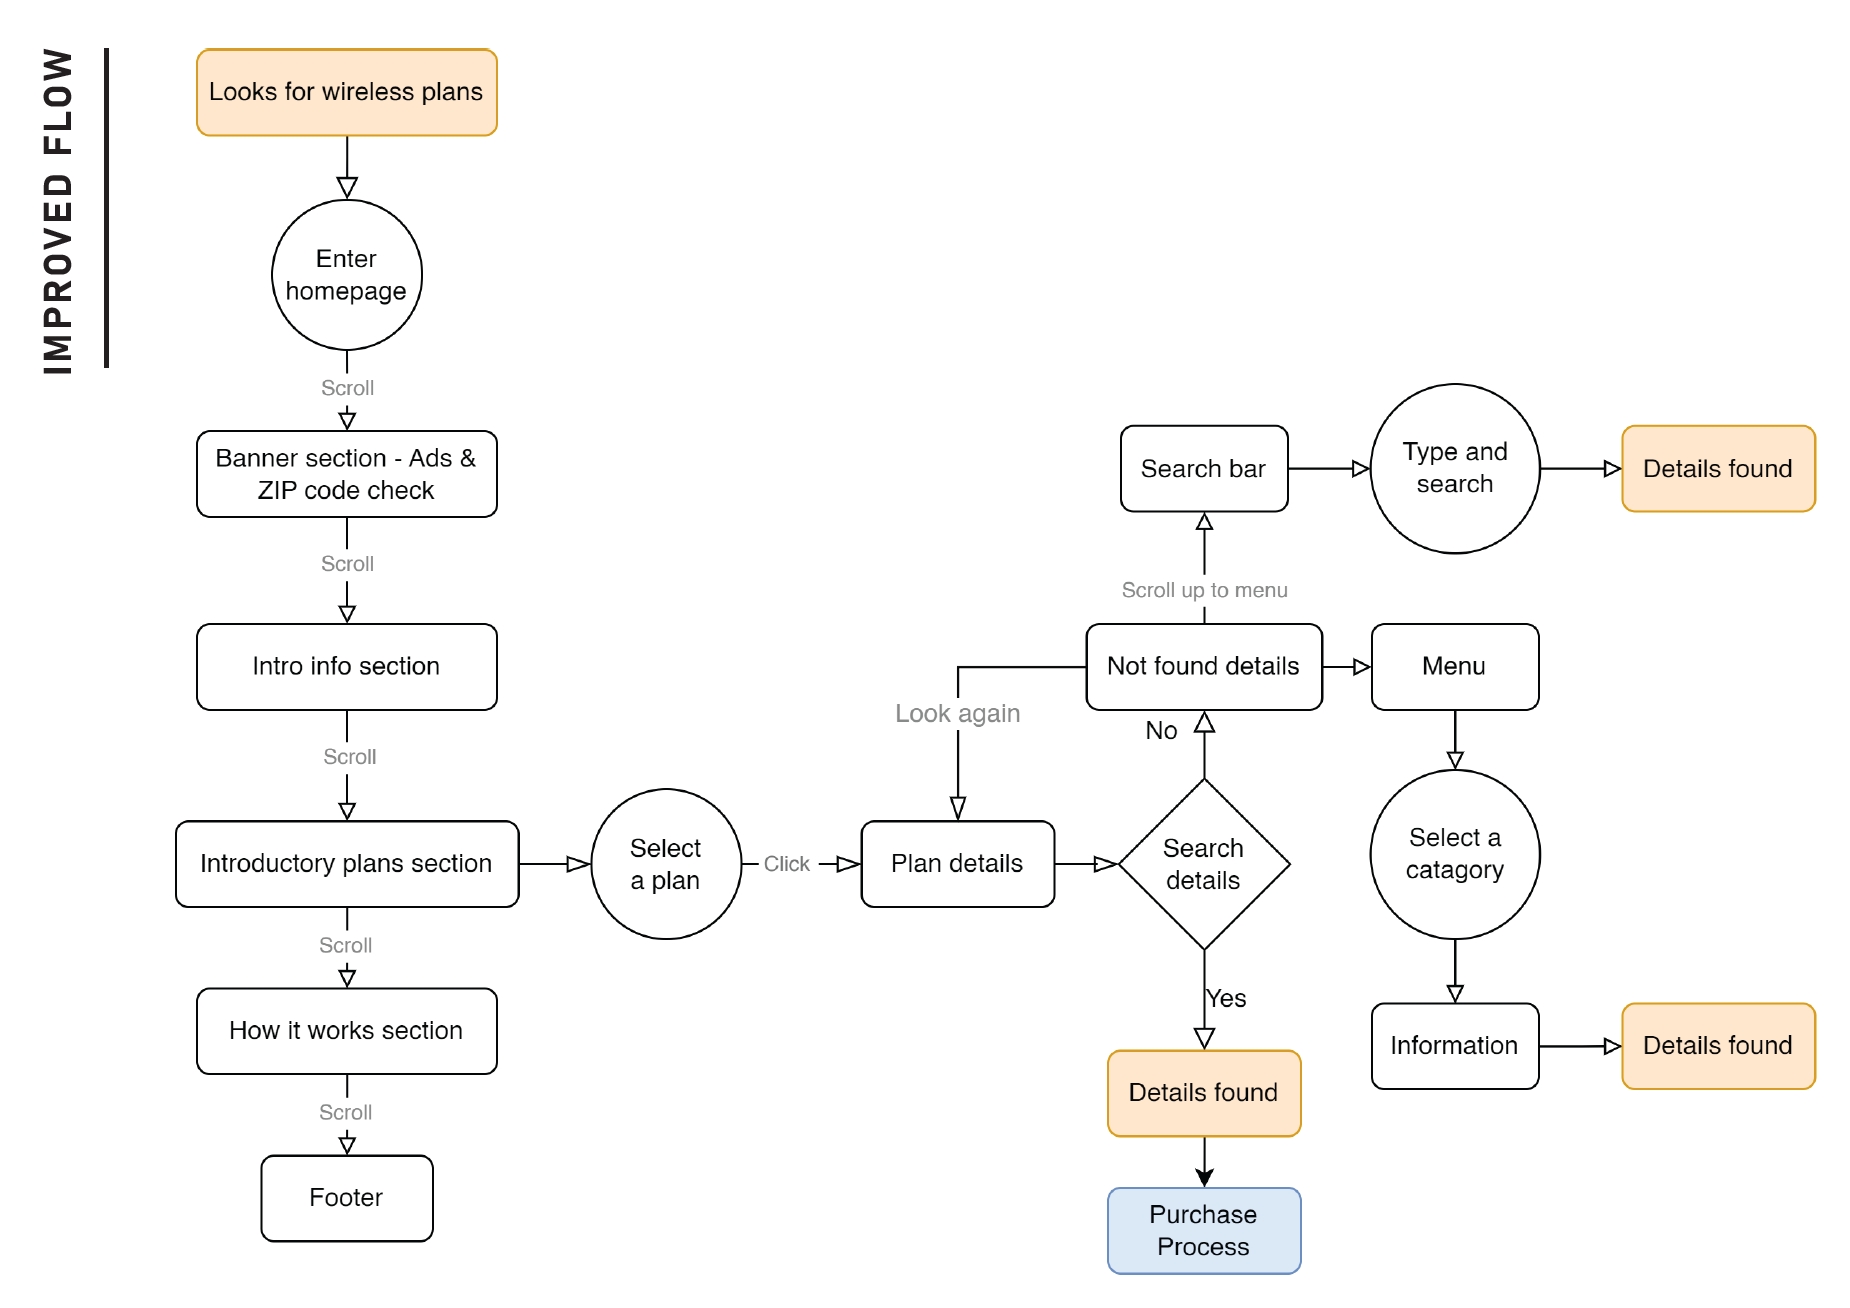 IMPROVED FLOW
Looks for wireless plans
Enter
homepage
Scroll
Banner section - Ads &
ZIP code check
Scroll
Intro info section
Scroll
Introductory plans section
Scroll
How it works section
Scroll
Footer
Select
a plan
Click
Plan details
Look again
Search
details
No
Not found details
Scroll up to menu
Search bar
Type and
search
Details found
Menu
Select a
catagory
Information
Details found
Yes
Details found
Purchase
Process